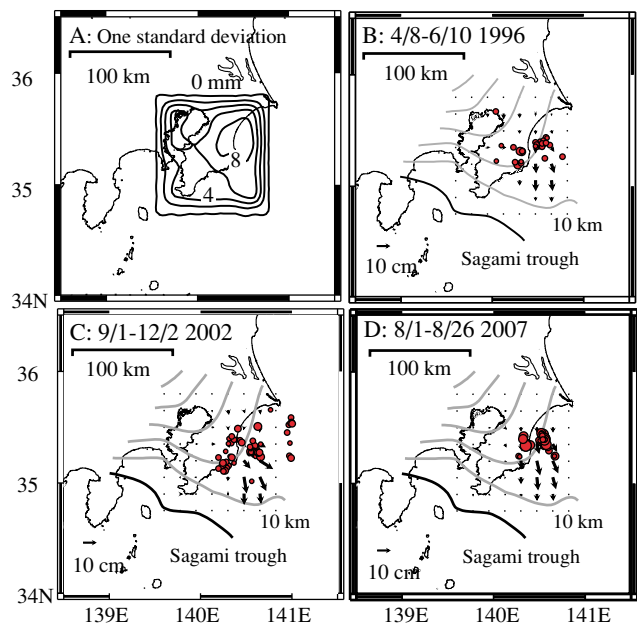 A: One standard deviation
100 km
0 mm
8
4
36
35
34N
B: 4/8-6/10 1996
100 km
10 km
10 cm
Sagami trough
C: 9/1-12/2 2002
100 km
10 km
10 cm
Sagami trough
36
35
34N
139E 140E 141E
D: 8/1-8/26 2007
100 km
10 km
10 cm
Sagami trough
139E 140E 141E